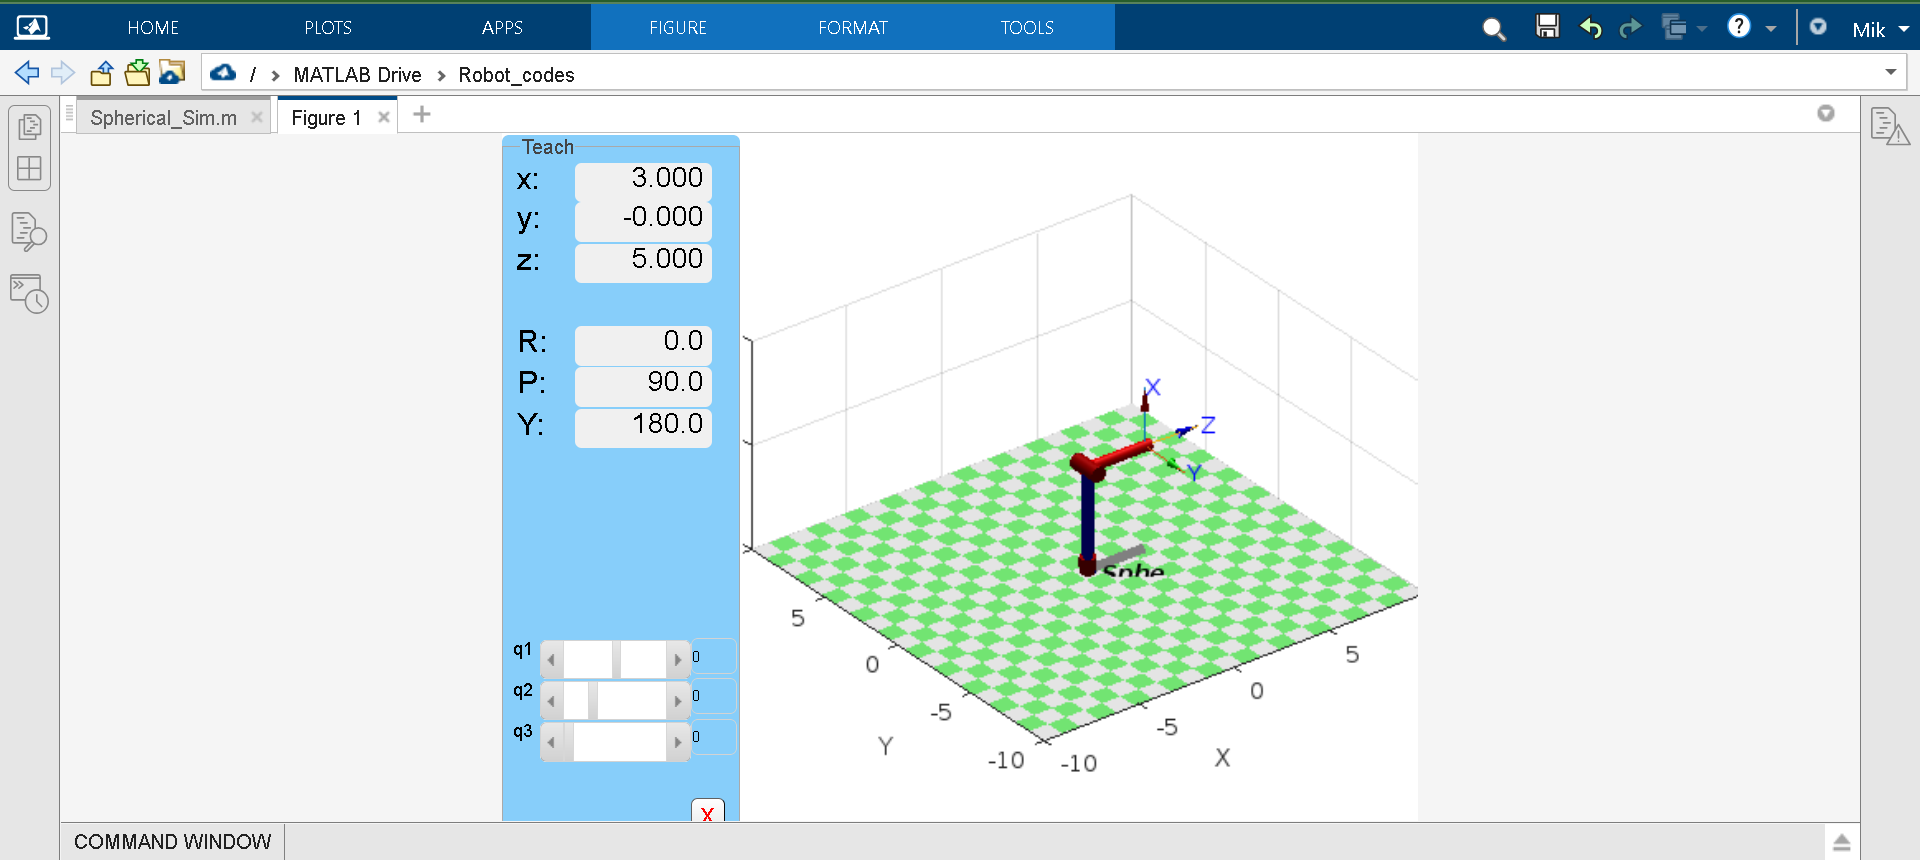 HOME PLOTS APPS FIGURE FORMAT TOOLS Mik
/ › MATLAB Drive › Robot_codes
Spherical_Sim.m × Figure 1 × +
Teach
x: 3.000
y: -0.000
z: 5.000
R: 0.0
P: 90.0
Y: 180.0
q1 0
q2 0
q3 0
X
X
Z
Y
Sphe
5
0
-5
-10
Y
-10
-5
0
5
X
COMMAND WINDOW